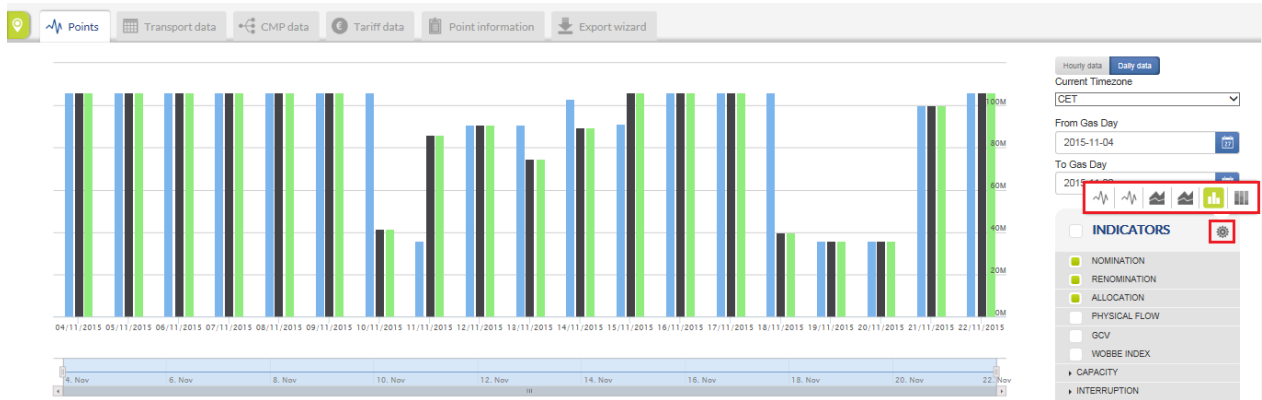 Points Transport data CMP data Tariff data Point information Export wizard
Hourly data Daily data
Current Timezone
CET
From Gas Day
2015-11-04
27
To Gas Day
INDICATORS
NOMINATION
RENOMINATION
ALLOCATION
PHYSICAL FLOW
GCV
WOBBE INDEX
CAPACITY
INTERRUPTION
100M
80M
60M
40M
20M
0M
04/11/2015 05/11/2015 06/11/2015 07/11/2015 08/11/2015 09/11/2015 10/11/2015 11/11/2015 12/11/2015 13/11/2015 14/11/2015 15/11/2015 16/11/2015 17/11/2015 18/11/2015 19/11/2015 20/11/2015 21/11/2015 22/11/2015
4. Nov 6. Nov 8. Nov 10. Nov 12. Nov 14. Nov 16. Nov 18. Nov 20. Nov 22. Nov